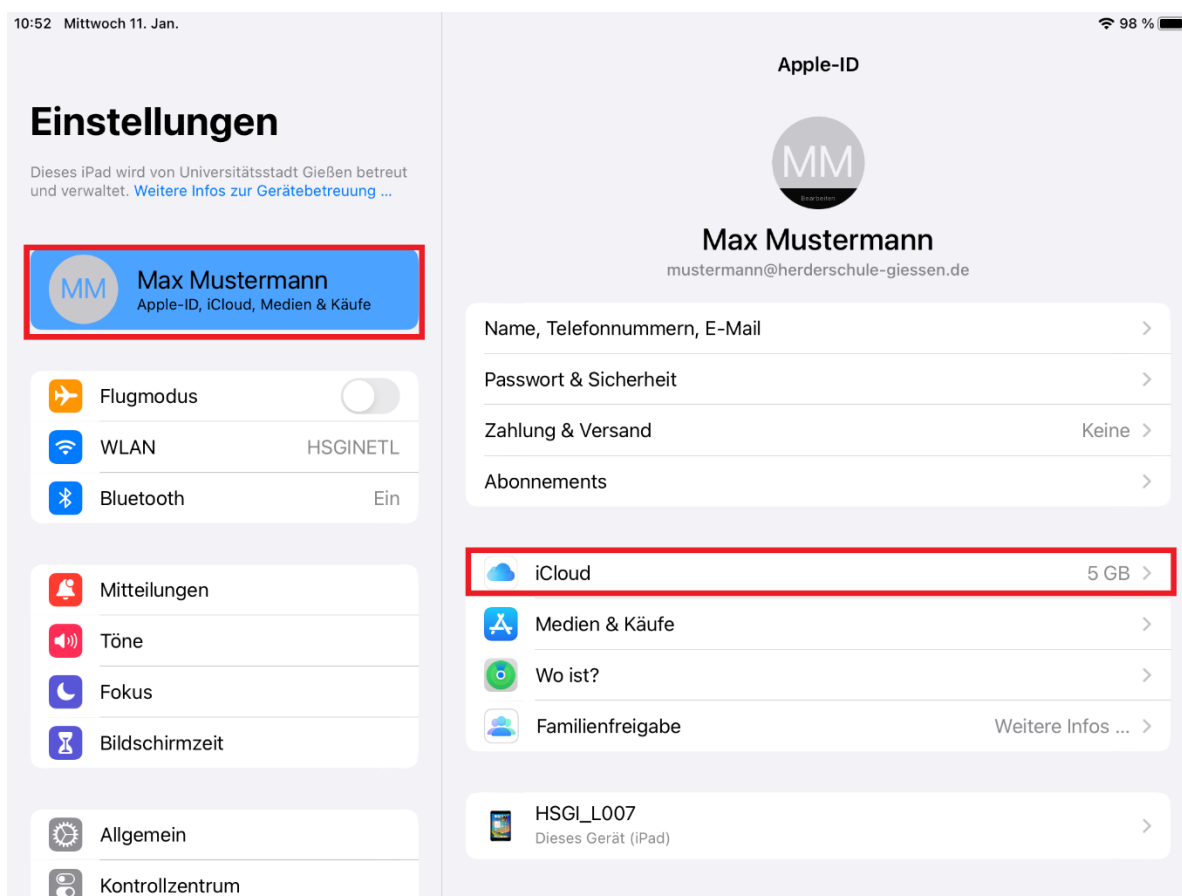 10:52 Mittwoch 11. Jan.
98 %
Einstellungen
Dieses iPad wird von Universitätsstadt Gießen betreut
und verwaltet. Weitere Infos zur Gerätebetreuung ...
MM
Max Mustermann
Apple-ID, iCloud, Medien & Käufe
Flugmodus
WLAN HSGINETL
Bluetooth Ein
Mitteilungen
Töne
Fokus
Bildschirmzeit
Allgemein
Kontrollzentrum
Apple-ID
MM
Bearbeiten
Max Mustermann
mustermann@herderschule-giessen.de
Name, Telefonnummern, E-Mail
Passwort & Sicherheit
Zahlung & Versand Keine
Abonnements
iCloud 5 GB
Medien & Käufe
Wo ist?
Familienfreigabe Weitere Infos ...
HSGI_L007
Dieses Gerät (iPad)